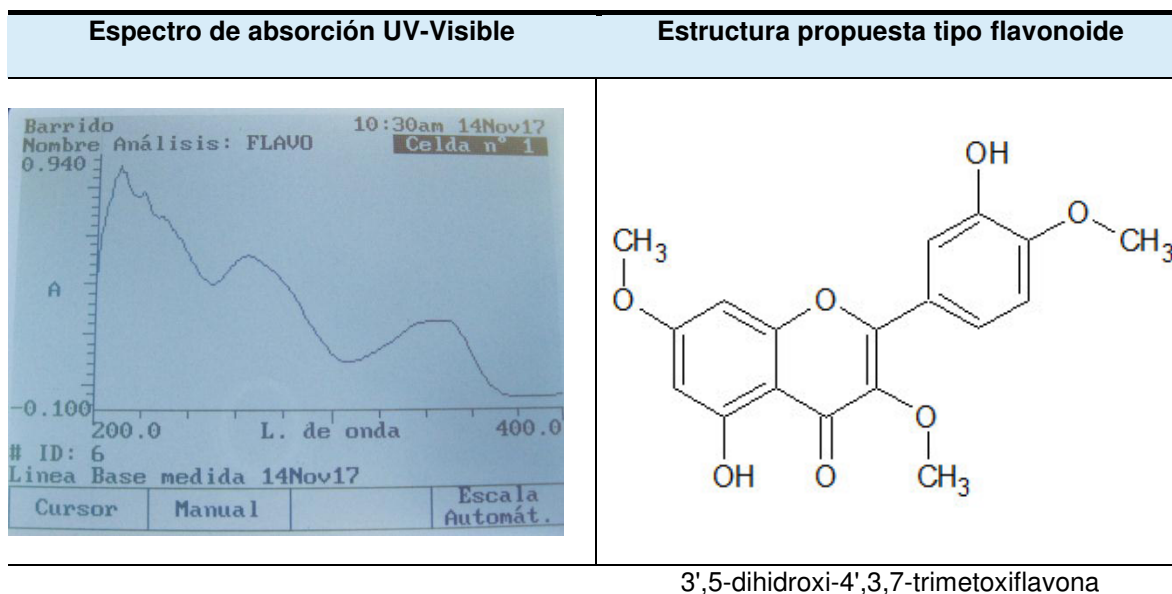 Espectro de absorción UV-Visible
Estructura propuesta tipo flavonoide
Barrido 10:30am 14Nov17
Nombre Análisis: FLAVO Celda nº 1
0.940
A
-0.100
200.0 L. de onda 400.0
# ID: 6
Linea Base medida 14Nov17
Cursor Manual Escala Automát.
OH
O
CH3
CH3
O
O
O
OH
O
CH3
3',5-dihidroxi-4',3,7-trimetoxiflavona